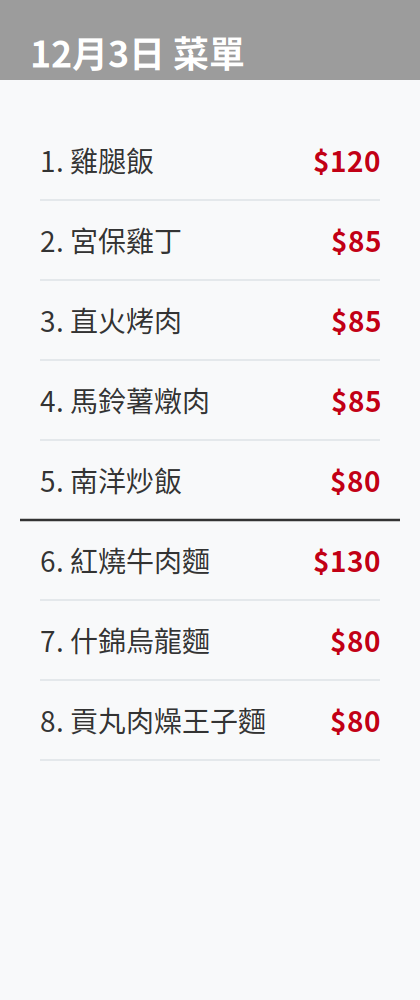 12月3日 菜單
1. 雞腿飯 $120
2. 宮保雞丁 $85
3. 直火烤肉 $85
4. 馬鈴薯燉肉 $85
5. 南洋炒飯 $80
6. 紅燒牛肉麵 $130
7. 什錦烏龍麵 $80
8. 貢丸肉燥王子麵 $80